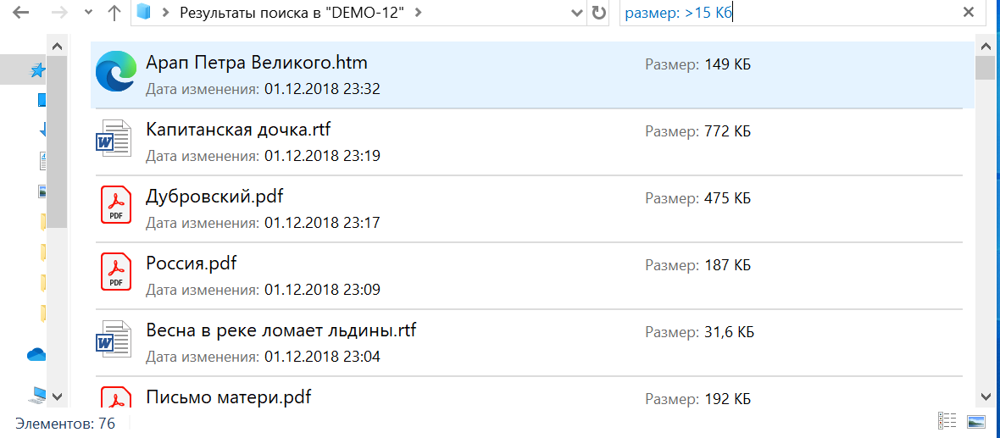 Результаты поиска в "DEMO-12"
размер: >15 Кб
Арап Петра Великого.htm
Размер: 149 КБ
Дата изменения: 01.12.2018 23:32
Капитанская дочка.rtf
Размер: 772 КБ
Дата изменения: 01.12.2018 23:19
Дубровский.pdf
Размер: 475 КБ
PDF
Дата изменения: 01.12.2018 23:17
Россия.pdf
Размер: 187 КБ
PDF
Дата изменения: 01.12.2018 23:09
Весна в реке ломает льдины.rtf
Размер: 31,6 КБ
Дата изменения: 01.12.2018 23:04
Письмо матери.pdf
Размер: 192 КБ
Элементов: 76